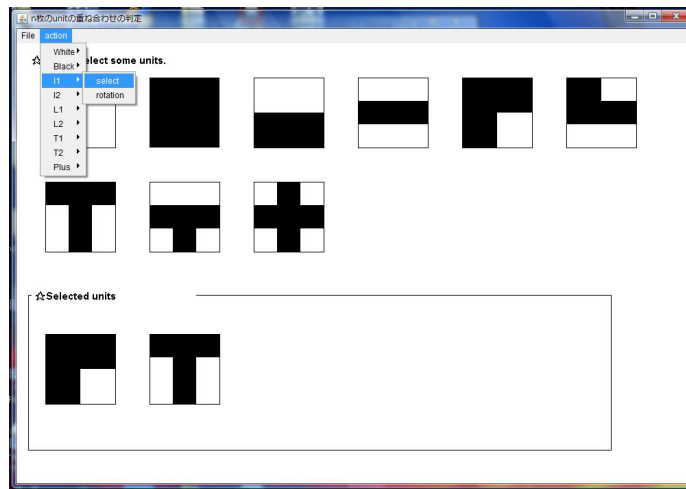 n枚のunitの重ね合わせの判定
File action
White
☆ elect some units.
Black
I1 select
I2 rotation
L1
L2
T1
T2
Plus
☆Selected units